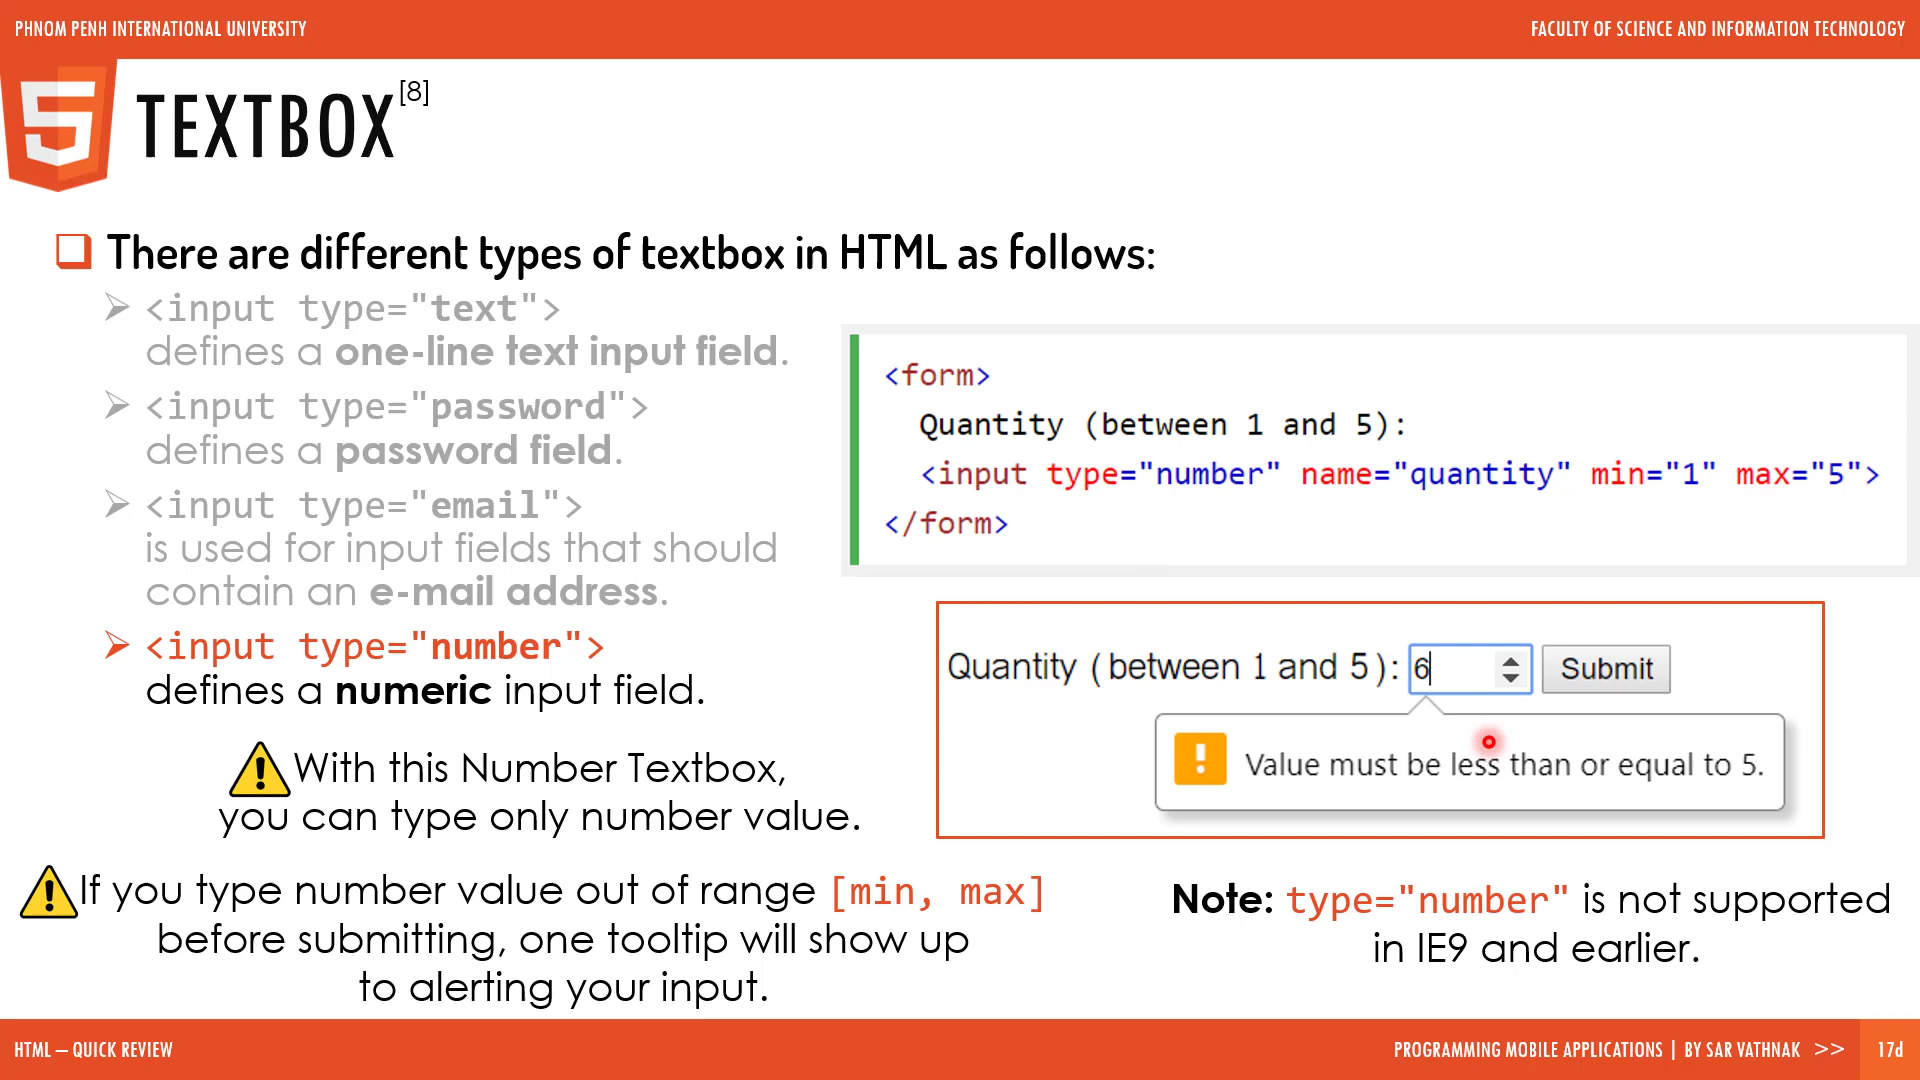 PHNOM PENH INTERNATIONAL UNIVERSITY
FACULTY OF SCIENCE AND INFORMATION TECHNOLOGY
TEXTBOX[8]
There are different types of textbox in HTML as follows:
<input type="text">
defines a one-line text input field.
<input type="password">
defines a password field.
<input type="email">
is used for input fields that should
contain an e-mail address.
<input type="number">
defines a numeric input field.
With this Number Textbox,
you can type only number value.
If you type number value out of range [min, max]
before submitting, one tooltip will show up
to alerting your input.
<form>
Quantity (between 1 and 5):
<input type="number" name="quantity" min="1" max="5">
</form>
Quantity (between 1 and 5): 6 Submit
Value must be less than or equal to 5.
Note: type="number" is not supported
in IE9 and earlier.
HTML – QUICK REVIEW
PROGRAMMING MOBILE APPLICATIONS | BY SAR VATHNAK >> 17d